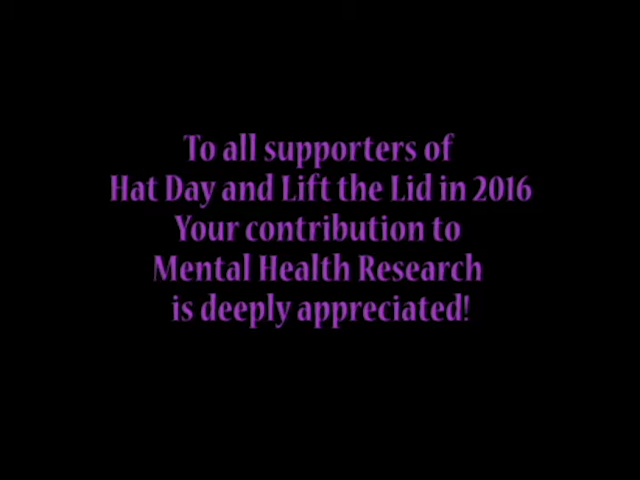 To all supporters of
Hat Day and Lift the Lid in 2016
Your contribution to
Mental Health Research
is deeply appreciated!